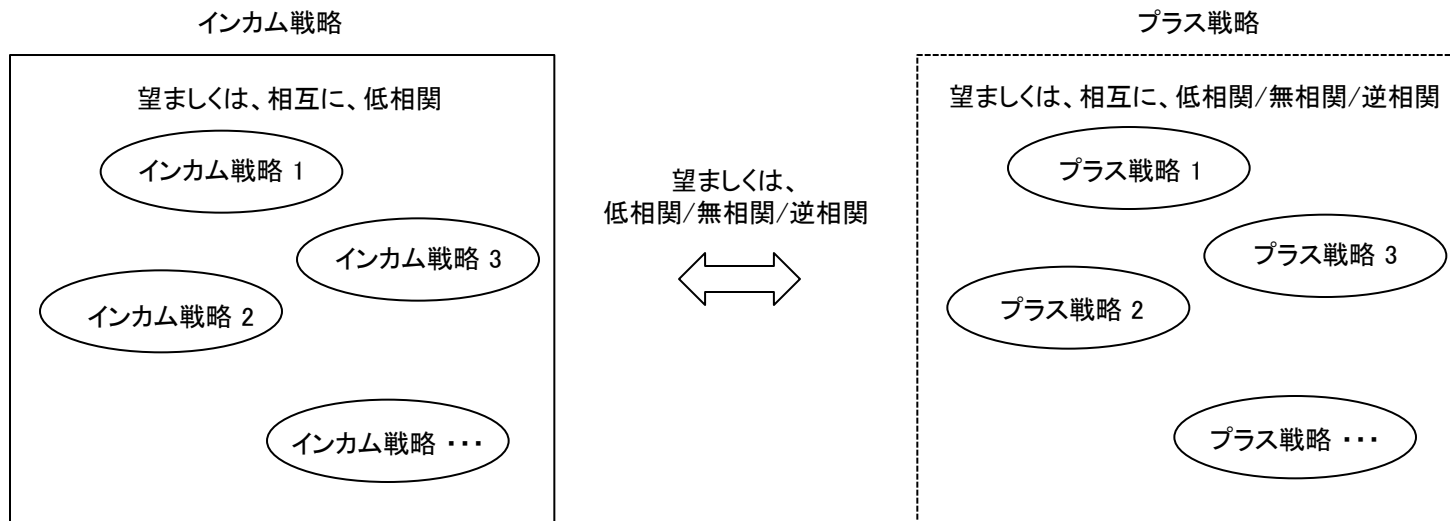 インカム戦略
望ましくは、相互に、低相関
インカム戦略 1
インカム戦略 3
インカム戦略 2
インカム戦略 ・・・
望ましくは、
低相関/無相関/逆相関
プラス戦略
望ましくは、相互に、低相関/無相関/逆相関
プラス戦略 1
プラス戦略 3
プラス戦略 2
プラス戦略 ・・・